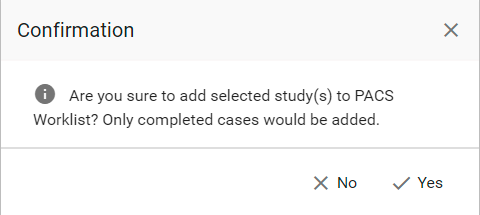 Confirmation
Are you sure to add selected study(s) to PACS
Worklist? Only completed cases would be added.
No
Yes